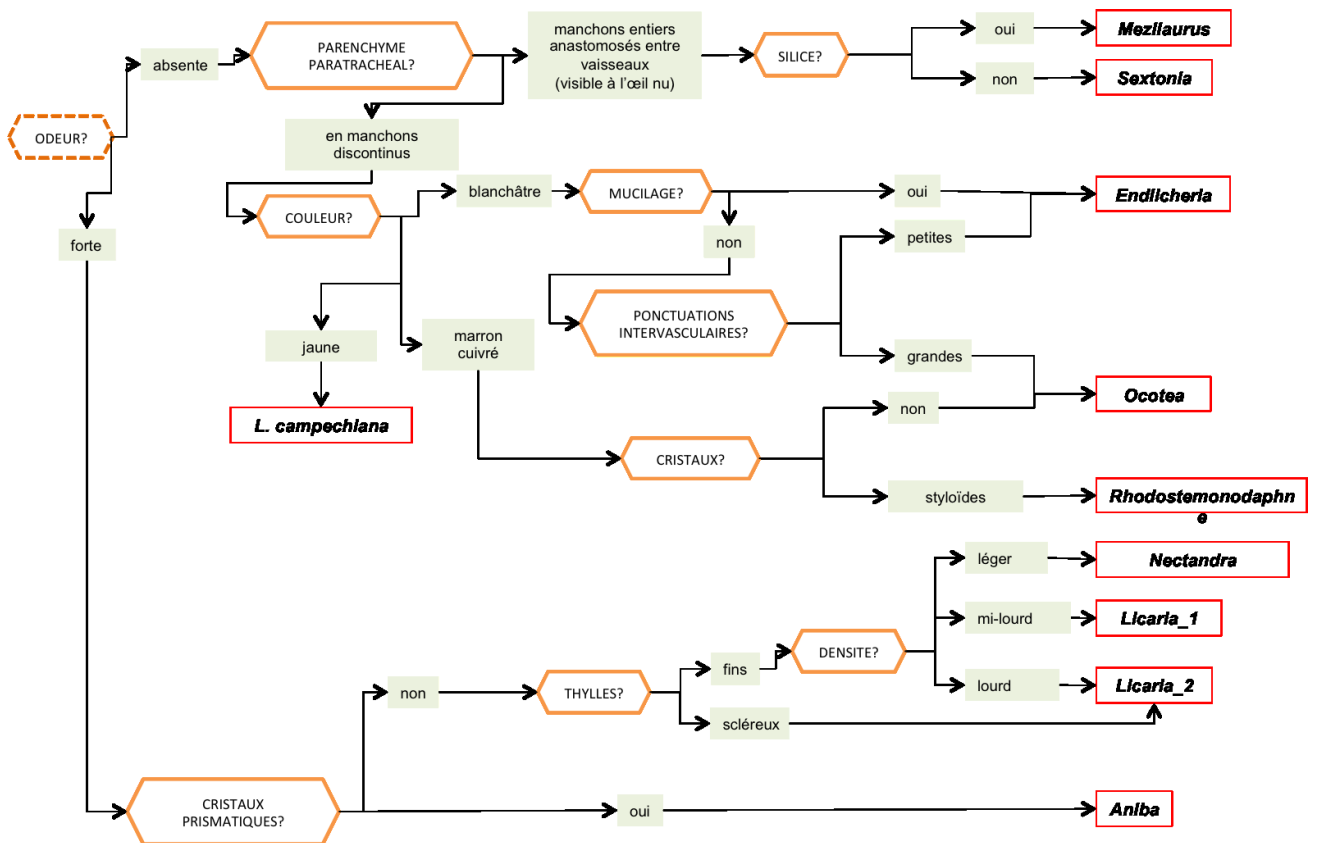 PARENCHYME
PARATRACHEAL?
absente
manchons entiers
anastomosés entre
vaisseaux
(visible à l'œil nu)
SILICE?
oui
Mezilaurus
non
Sextonia
ODEUR?
en manchons
discontinus
COULEUR?
blanchâtre
MUCILAGE?
oui
Endlicheria
forte
non
petites
PONCTUATIONS
INTERVASCULAIRES?
jaune
marron
cuivré
grandes
L. campechiana
non
Ocotea
CRISTAUX?
styloïdes
Rhodostemonodaphn
e
léger
Nectandra
mi-lourd
Licaria_1
DENSITE?
fins
lourd
Licaria_2
non
THYLLES?
scléreux
CRISTAUX
PRISMATIQUES?
oui
Aniba